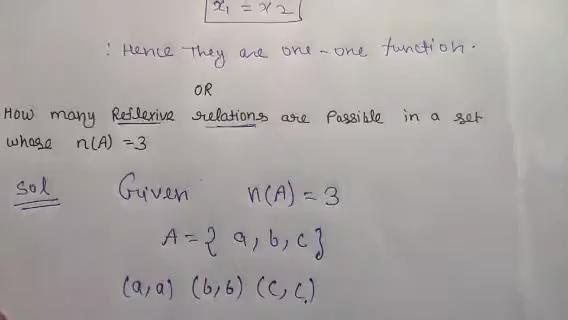 x1 = x2
: Hence They are one-one function.
OR
How many Reflexive relations are Passible in a set
whose n(A) = 3
Sol Given n(A) = 3
A = { a, b, c }
(a,a) (b,b) (c,c)